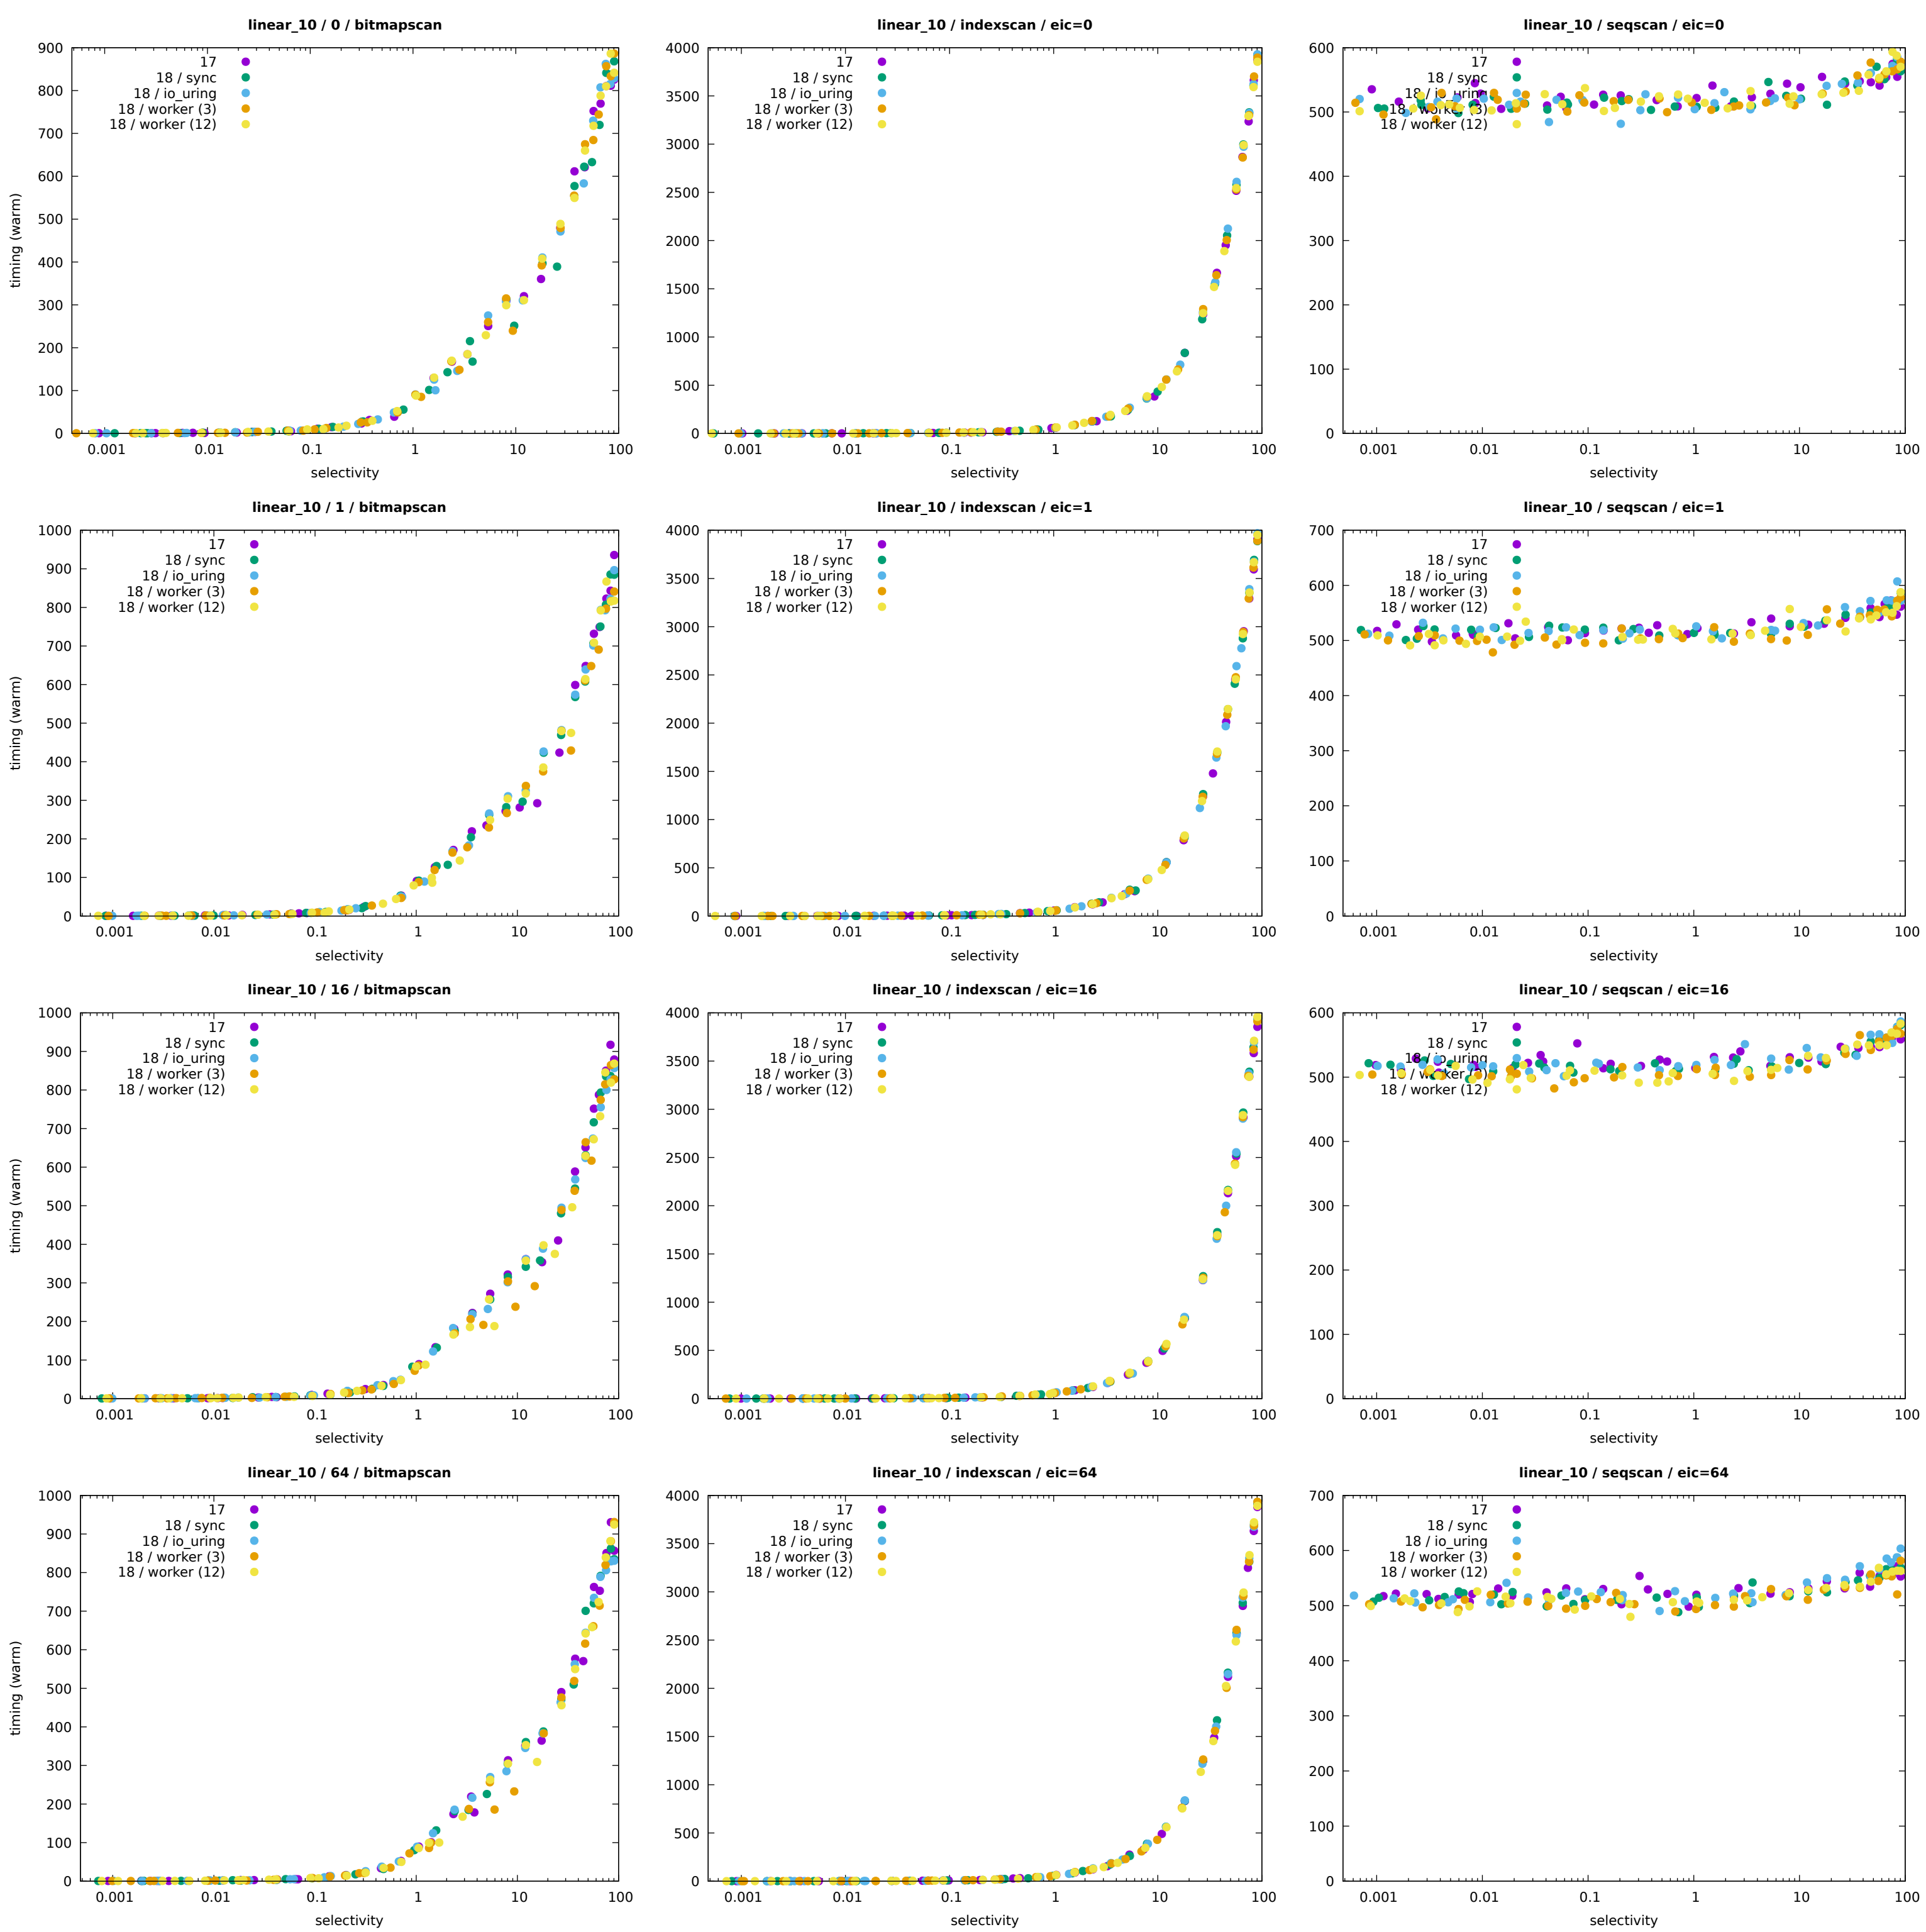 linear_10 / 0 / bitmapscan
900
800
700
600
500
400
300
200
100
0
timing (warm)
17
18 / sync
18 / io_uring
18 / worker (3)
18 / worker (12)
0.001 0.01 0.1 1 10 100
selectivity
linear_10 / indexscan / eic=0
4000
3500
3000
2500
2000
1500
1000
500
0
17
18 / sync
18 / io_uring
18 / worker (3)
18 / worker (12)
0.001 0.01 0.1 1 10 100
selectivity
linear_10 / seqscan / eic=0
600
500
400
300
200
100
0
17
18 / sync
18 / io_uring
18 / worker (3)
18 / worker (12)
0.001 0.01 0.1 1 10 100
selectivity
linear_10 / 1 / bitmapscan
1000
900
800
700
600
500
400
300
200
100
0
timing (warm)
17
18 / sync
18 / io_uring
18 / worker (3)
18 / worker (12)
0.001 0.01 0.1 1 10 100
selectivity
linear_10 / indexscan / eic=1
4000
3500
3000
2500
2000
1500
1000
500
0
17
18 / sync
18 / io_uring
18 / worker (3)
18 / worker (12)
0.001 0.01 0.1 1 10 100
selectivity
linear_10 / seqscan / eic=1
700
600
500
400
300
200
100
0
17
18 / sync
18 / io_uring
18 / worker (3)
18 / worker (12)
0.001 0.01 0.1 1 10 100
selectivity
linear_10 / 16 / bitmapscan
1000
900
800
700
600
500
400
300
200
100
0
timing (warm)
17
18 / sync
18 / io_uring
18 / worker (3)
18 / worker (12)
0.001 0.01 0.1 1 10 100
selectivity
linear_10 / indexscan / eic=16
4000
3500
3000
2500
2000
1500
1000
500
0
17
18 / sync
18 / io_uring
18 / worker (3)
18 / worker (12)
0.001 0.01 0.1 1 10 100
selectivity
linear_10 / seqscan / eic=16
600
500
400
300
200
100
0
17
18 / sync
18 / io_uring
18 / worker (3)
18 / worker (12)
0.001 0.01 0.1 1 10 100
selectivity
linear_10 / 64 / bitmapscan
1000
900
800
700
600
500
400
300
200
100
0
timing (warm)
17
18 / sync
18 / io_uring
18 / worker (3)
18 / worker (12)
0.001 0.01 0.1 1 10 100
selectivity
linear_10 / indexscan / eic=64
4000
3500
3000
2500
2000
1500
1000
500
0
17
18 / sync
18 / io_uring
18 / worker (3)
18 / worker (12)
0.001 0.01 0.1 1 10 100
selectivity
linear_10 / seqscan / eic=64
700
600
500
400
300
200
100
0
17
18 / sync
18 / io_uring
18 / worker (3)
18 / worker (12)
0.001 0.01 0.1 1 10 100
selectivity